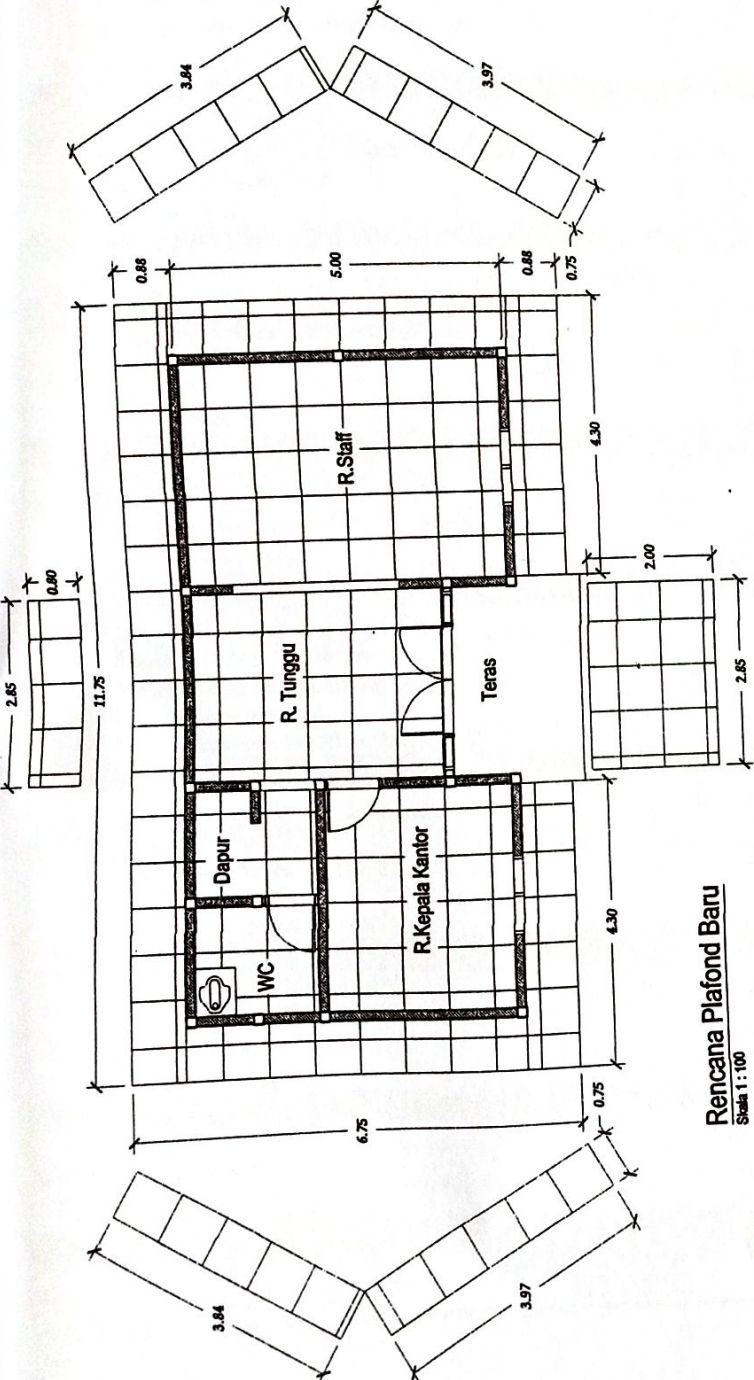 3.84
3.97
0.88
5.00
0.88
0.75
2.85
0.80
11.75
R.Staff
4.30
R. Tunggu
Teras
2.00
2.85
Dapur
WC
R.Kepala Kantor
4.30
6.75
0.75
3.84
3.97
Rencana Plafond Baru
Skala 1 : 100